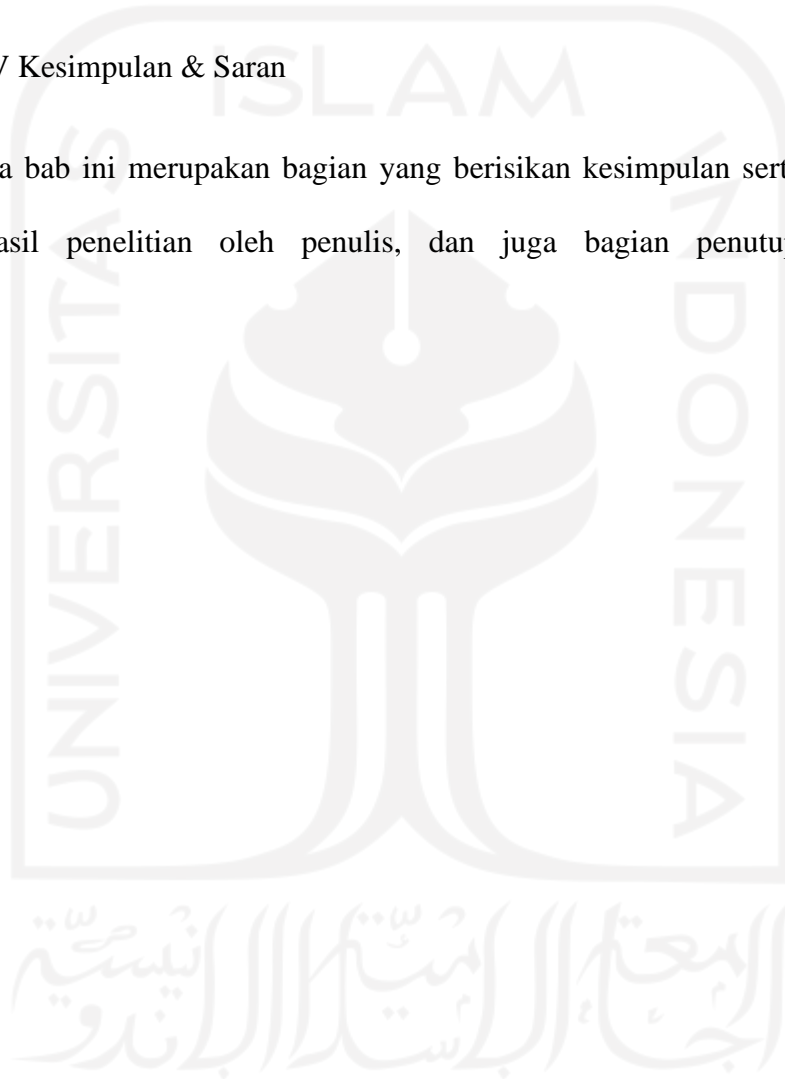 V Kesimpulan & Saran
a bab ini merupakan bagian yang berisikan kesimpulan sert
asil penelitian oleh penulis, dan juga bagian penutup
ISLAM
UNIVERSITAS
INDONESIA